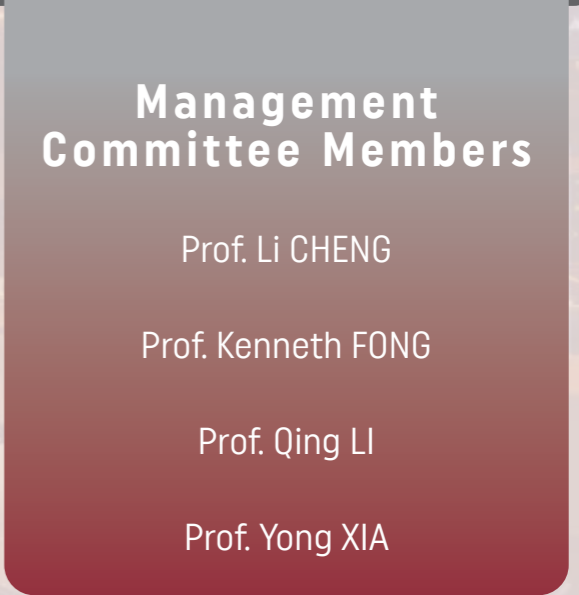 Management
Committee Members
Prof. Li CHENG
Prof. Kenneth FONG
Prof. Qing LI
Prof. Yong XIA